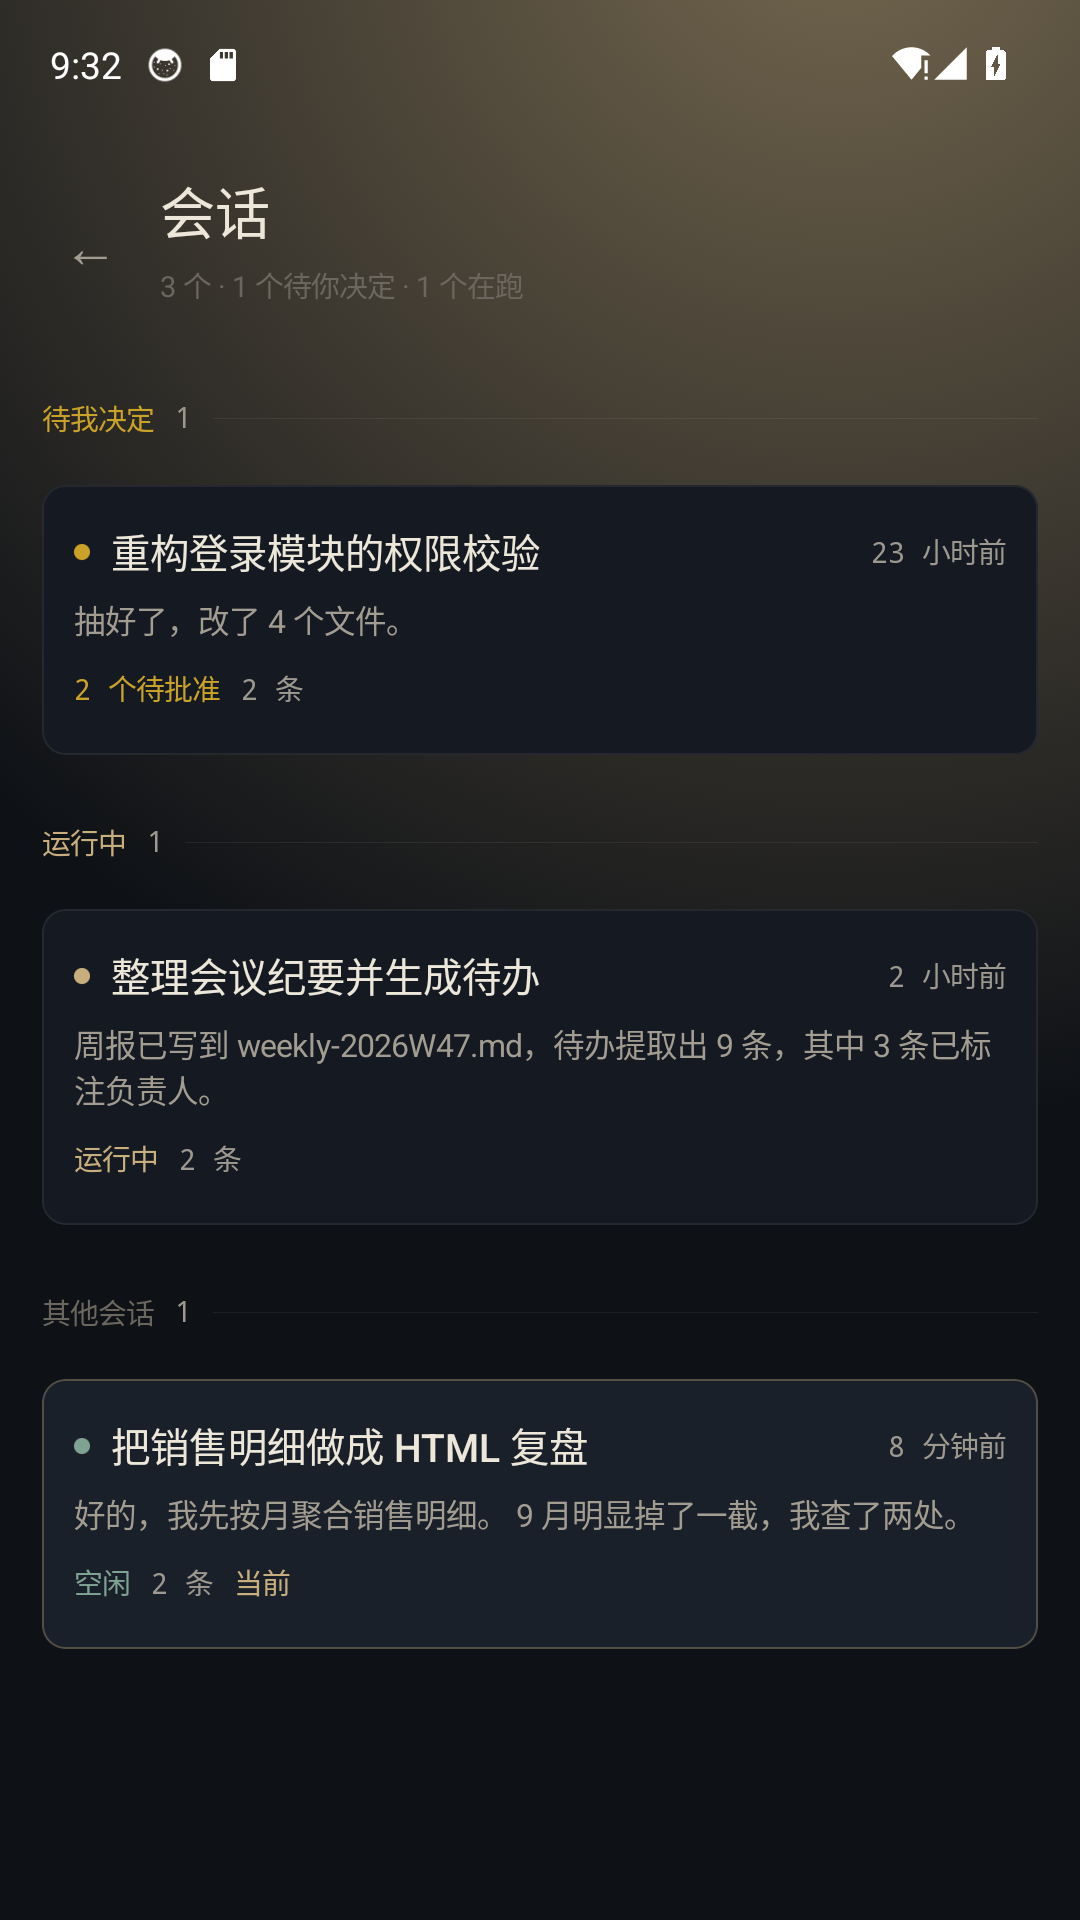 9:32
会话
←
3 个 · 1 个待你决定 · 1 个在跑
待我决定 1
重构登录模块的权限校验 23 小时前
抽好了，改了 4 个文件。
2 个待批准 2 条
运行中 1
整理会议纪要并生成待办 2 小时前
周报已写到 weekly-2026W47.md，待办提取出 9 条，其中 3 条已标
注负责人。
运行中 2 条
其他会话 1
把销售明细做成 HTML 复盘 8 分钟前
好的，我先按月聚合销售明细。 9 月明显掉了一截，我查了两处。
空闲 2 条 当前